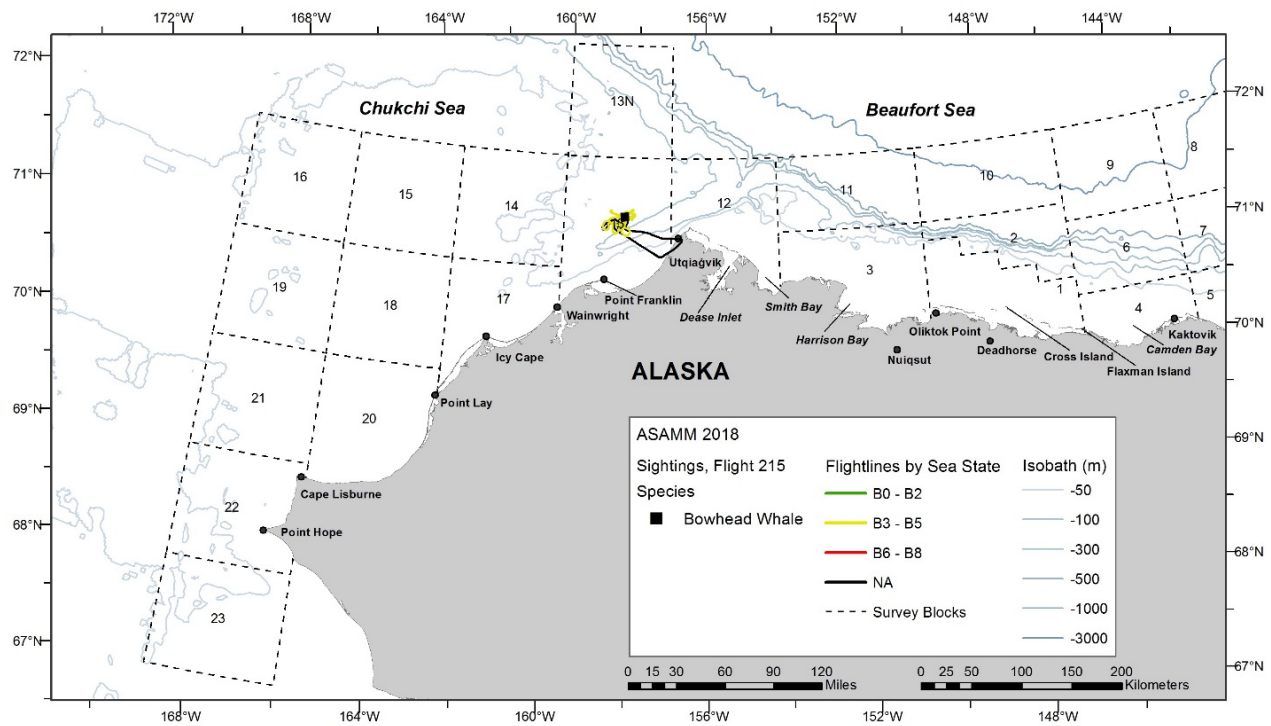 172°W 168°W 164°W 160°W 156°W 152°W 148°W 144°W
72°N
72°N
13N
Chukchi Sea
Beaufort Sea
9
8
71°N
16
15
10
11
14
12
71°N
7
2
6
Utqiaġvik
3
19
18
17
1
5
4
70°N
Point Franklin
Wainwright
Dease Inlet
Smith Bay
Harrison Bay
Oliktok Point
Kaktovik
70°N
Nuiqsut
Deadhorse
Cross Island
Camden Bay
Flaxman Island
Icy Cape
ALASKA
21
20
Point Lay
69°N
69°N
Cape Lisburne
22
Point Hope
68°N
68°N
23
67°N
67°N
ASAMM 2018
Sightings, Flight 215
Species
Bowhead Whale
Flightlines by Sea State
B0 - B2
B3 - B5
B6 - B8
NA
Survey Blocks
Isobath (m)
-50
-100
-300
-500
-1000
-3000
0 15 30 60 90 120
Miles
0 25 50 100 150 200
Kilometers
168°W 164°W 160°W 156°W 152°W 148°W